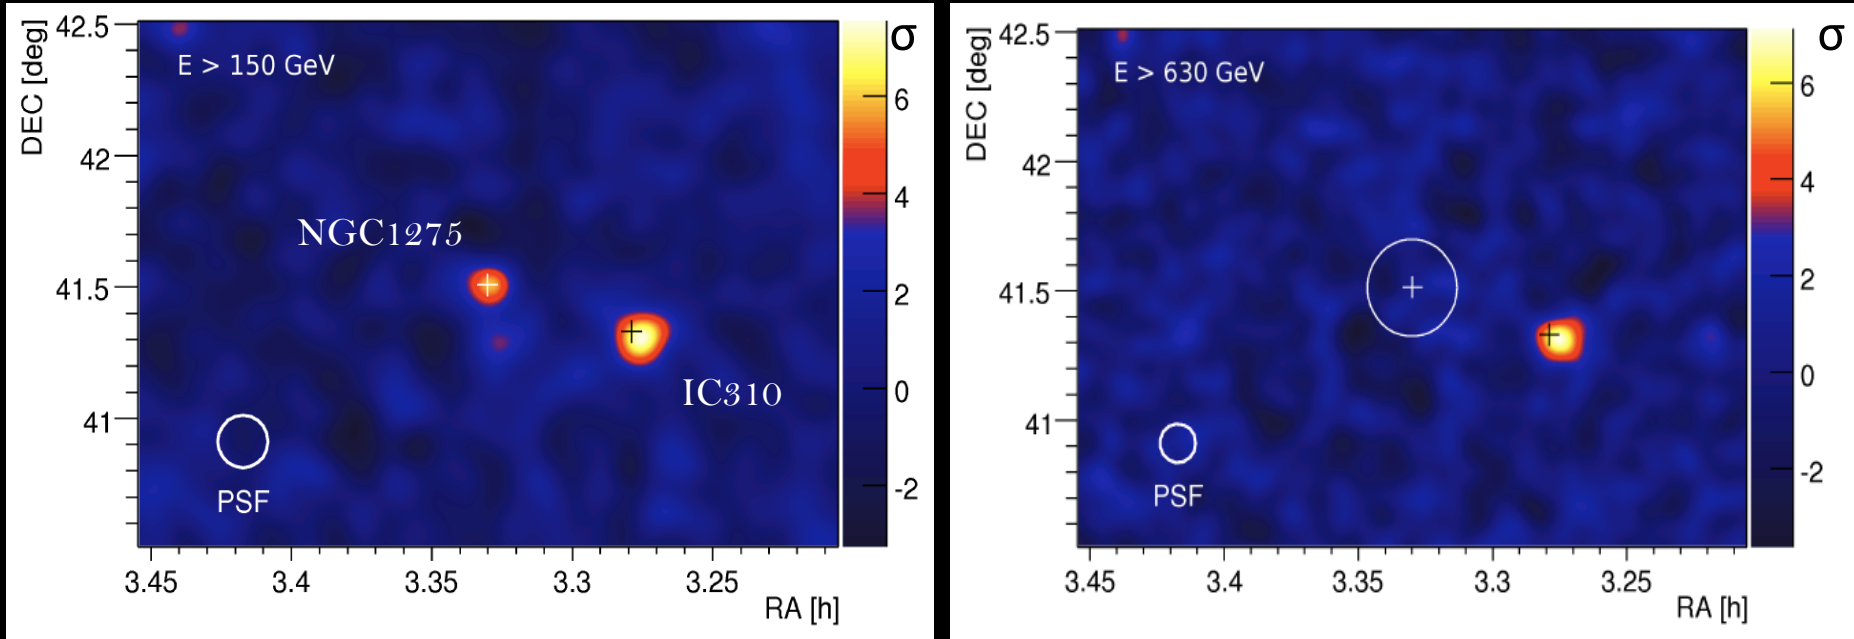 DEC [deg]
42.5
42
41.5
41
E > 150 GeV
NGC1275
IC310
PSF
3.45
3.4
3.35
3.3
3.25
RA [h]
σ
6
4
2
0
-2
DEC [deg]
42.5
42
41.5
41
E > 630 GeV
PSF
3.45
3.4
3.35
3.3
3.25
RA [h]
σ
6
4
2
0
-2